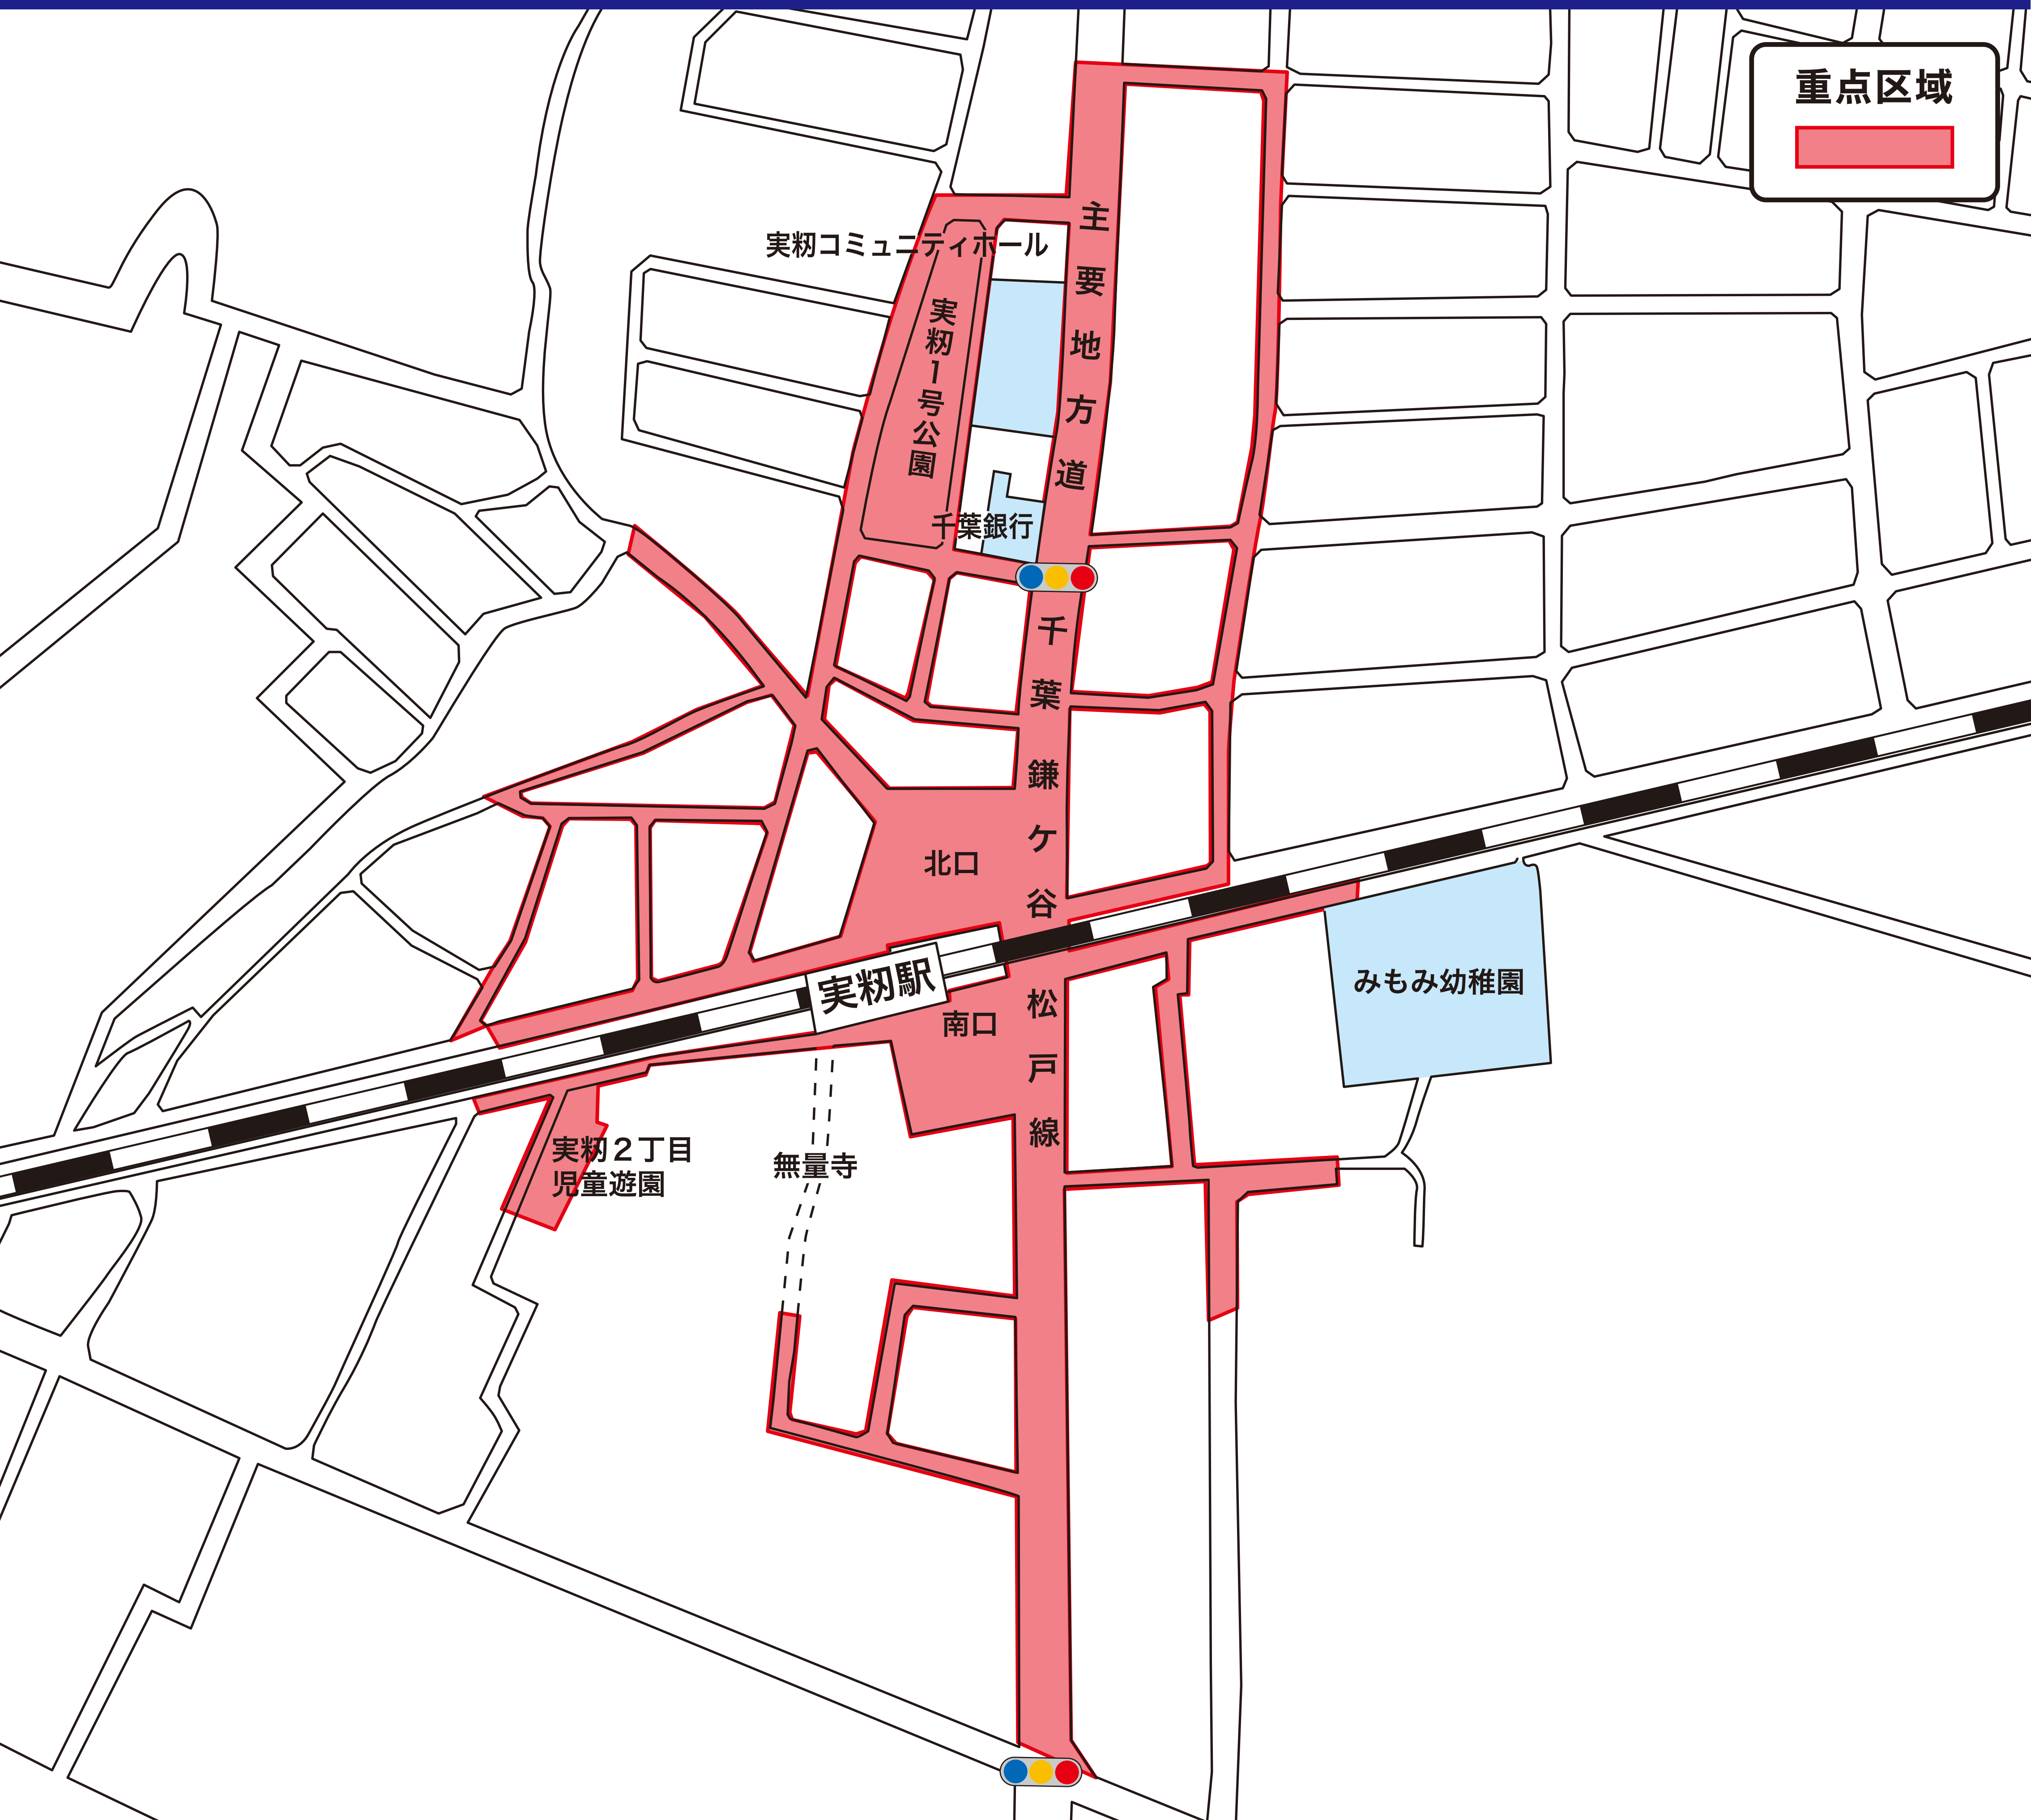 重点区域
実籾コミュニティホール
実籾1号公園
主要地方道
千葉銀行
千葉鎌ケ谷松戸線
北口
実籾駅
南口
みもみ幼稚園
実籾２丁目
児童遊園
無量寺